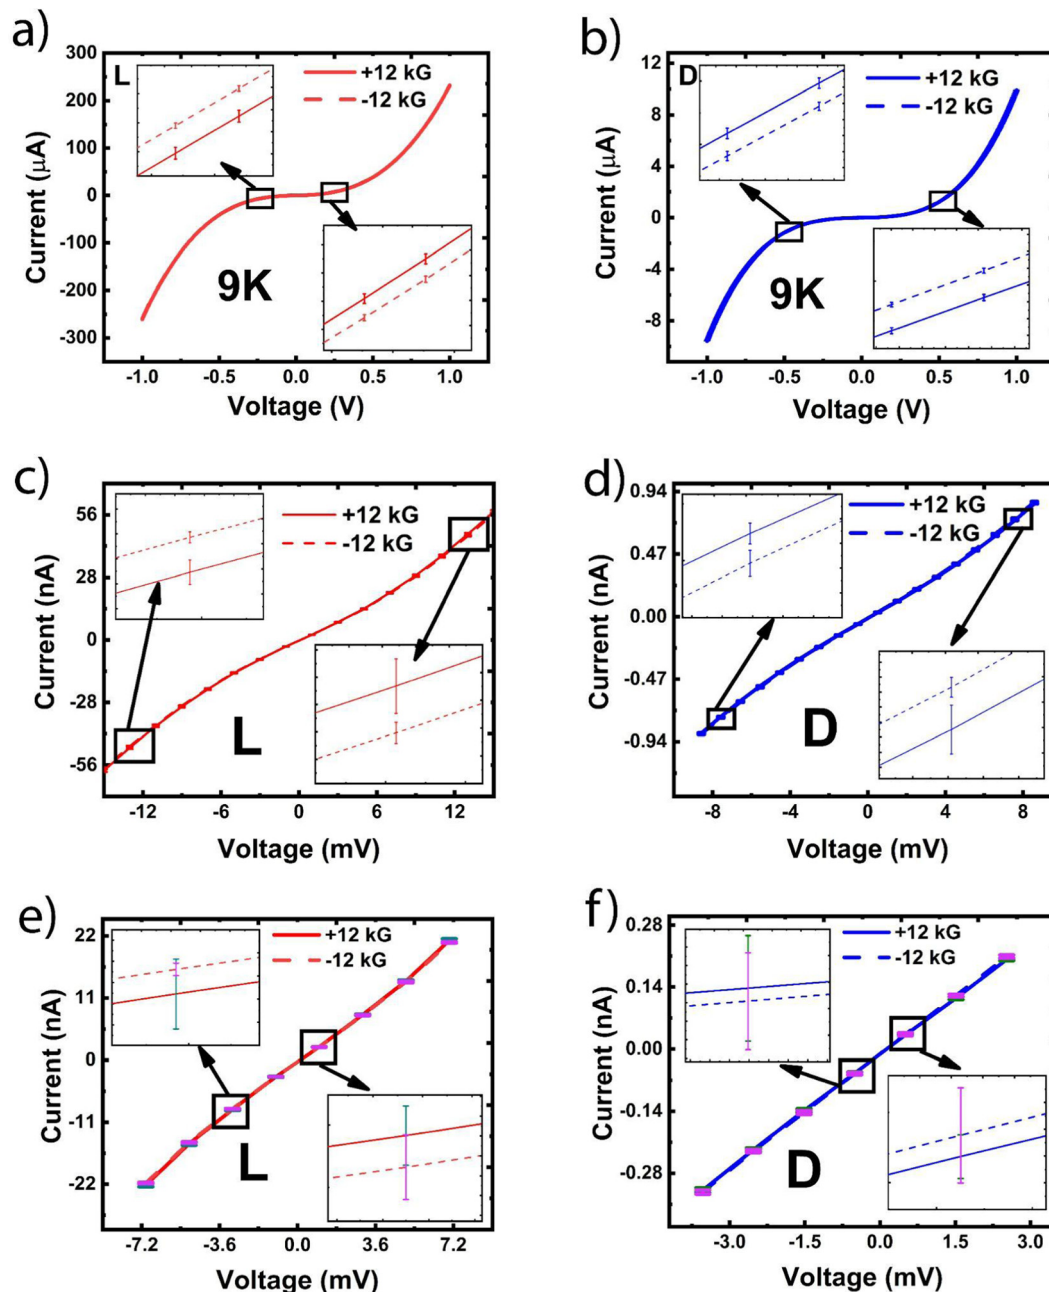 a)
300
200
100
0
-100
-200
-300
Current (μA)
L
+12 kG
-12 kG
9K
-1.0 -0.5 0.0 0.5 1.0
Voltage (V)
b)
12
8
4
0
-4
-8
Current (μA)
D
+12 kG
-12 kG
9K
-1.0 -0.5 0.0 0.5 1.0
Voltage (V)
c)
56
28
0
-28
-56
Current (nA)
+12 kG
-12 kG
L
-12 -8 -4 0 4 8 12
Voltage (mV)
d)
0.94
0.47
0.00
-0.47
-0.94
Current (nA)
+12 kG
-12 kG
D
-8 -4 0 4 8
Voltage (mV)
e)
22
11
0
-11
-22
Current (nA)
+12 kG
-12 kG
L
-7.2 -3.6 0.0 3.6 7.2
Voltage (mV)
f)
0.28
0.14
0.00
-0.14
-0.28
Current (nA)
+12 kG
-12 kG
D
-3.0 -1.5 0.0 1.5 3.0
Voltage (mV)